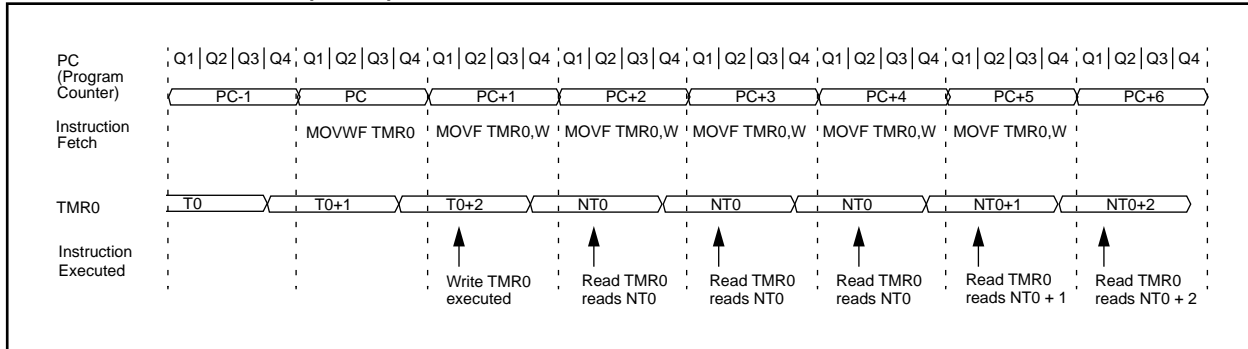 PC (Program Counter)
Q1 Q2 Q3 Q4 Q1 Q2 Q3 Q4 Q1 Q2 Q3 Q4 Q1 Q2 Q3 Q4 Q1 Q2 Q3 Q4 Q1 Q2 Q3 Q4 Q1 Q2 Q3 Q4 Q1 Q2 Q3 Q4
PC-1 PC PC+1 PC+2 PC+3 PC+4 PC+5 PC+6
Instruction Fetch
MOVWF TMR0 MOVF TMR0,W MOVF TMR0,W MOVF TMR0,W MOVF TMR0,W MOVF TMR0,W
TMR0
T0 T0+1 T0+2 NT0 NT0 NT0 NT0+1 NT0+2
Instruction Executed
Write TMR0 executed
Read TMR0 reads NT0
Read TMR0 reads NT0
Read TMR0 reads NT0
Read TMR0 reads NT0 + 1
Read TMR0 reads NT0 + 2